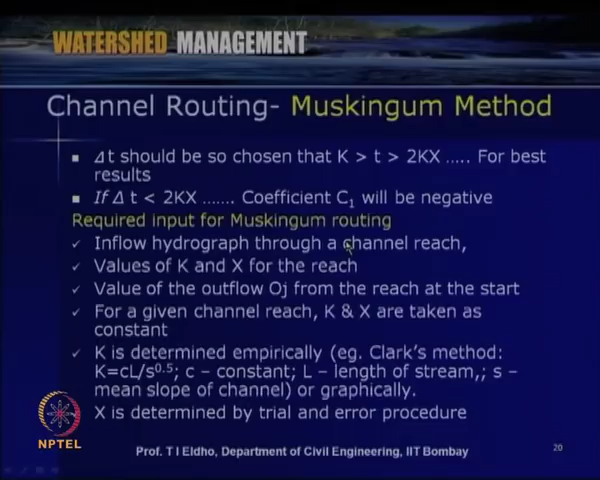 WATERSHED MANAGEMENT
Channel Routing- Muskingum Method
▪ Δt should be so chosen that K > t > 2KX ..... For best
results
▪ If Δ t < 2KX ....... Coefficient C₁ will be negative
Required input for Muskingum routing
✓ Inflow hydrograph through a channel reach,
✓ Values of K and X for the reach
✓ Value of the outflow Oj from the reach at the start
✓ For a given channel reach, K & X are taken as
constant
✓ K is determined empirically (eg. Clark's method:
K=cL/s⁰·⁵; c – constant; L – length of stream,; s –
mean slope of channel) or graphically.
X is determined by trial and error procedure
NPTEL
Prof. T I Eldho, Department of Civil Engineering, IIT Bombay
20